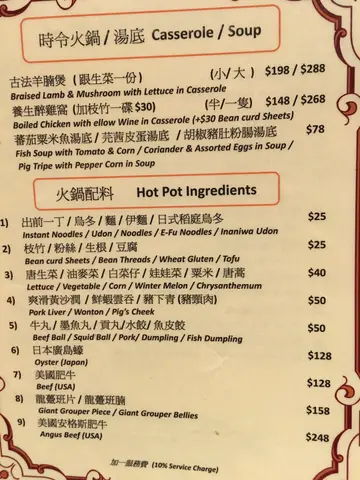 時令火鍋 / 湯底 Casserole / Soup
古法羊腩煲 (跟生菜一份) (小/大) $198 / $288
Braised Lamb & Mushroom with Lettuce in Casserole
養生醉雞窩 (加枝竹一碟 $30) (半/一隻) $148 / $268
Boiled Chicken with ellow Wine in Casserole (+$30 Bean curd Sheets)
蕃茄粟米魚湯底 / 芫茜皮蛋湯底 / 胡椒豬肚粉腸湯底 $78
Fish Soup with Tomato & Corn / Coriander & Assorted Eggs in Soup /
Pig Tripe with Pepper Corn in Soup
火鍋配料 Hot Pot Ingredients
1) 出前一丁 / 烏冬 / 麵 / 伊麵 / 日式稻庭烏冬 $25
Instant Noodles / Udon / Noodles / E-Fu Noodles / Inaniwa Udon
2) 枝竹 / 粉絲 / 生根 / 豆腐 $25
Bean curd Sheets / Bean Threads / Wheat Gluten / Tofu
3) 唐生菜 / 油麥菜 / 白菜仔 / 娃娃菜 / 粟米 / 唐蒿 $40
Lettuce / Vegetable / Corn / Winter Melon / Chrysanthemum
4) 爽滑黃沙潤 / 鮮蝦雲吞 / 豬下青 (豬頸肉) $50
Pork Liver / Wonton / Pig's Cheek
5) 牛丸 / 墨魚丸 / 貢丸/水餃 / 魚皮餃 $50
Beef Ball / Squid Ball / Pork/ Dumpling / Fish Dumpling
6) 日本廣島蠔 $128
Oyster (Japan)
7) 美國肥牛 $128
Beef (USA)
8) 龍躉班片 / 龍躉班腩 $158
Giant Grouper Piece / Giant Grouper Bellies
9) 美國安格斯肥牛 $248
Angus Beef (USA)
加一服務費 (10% Service Charge)